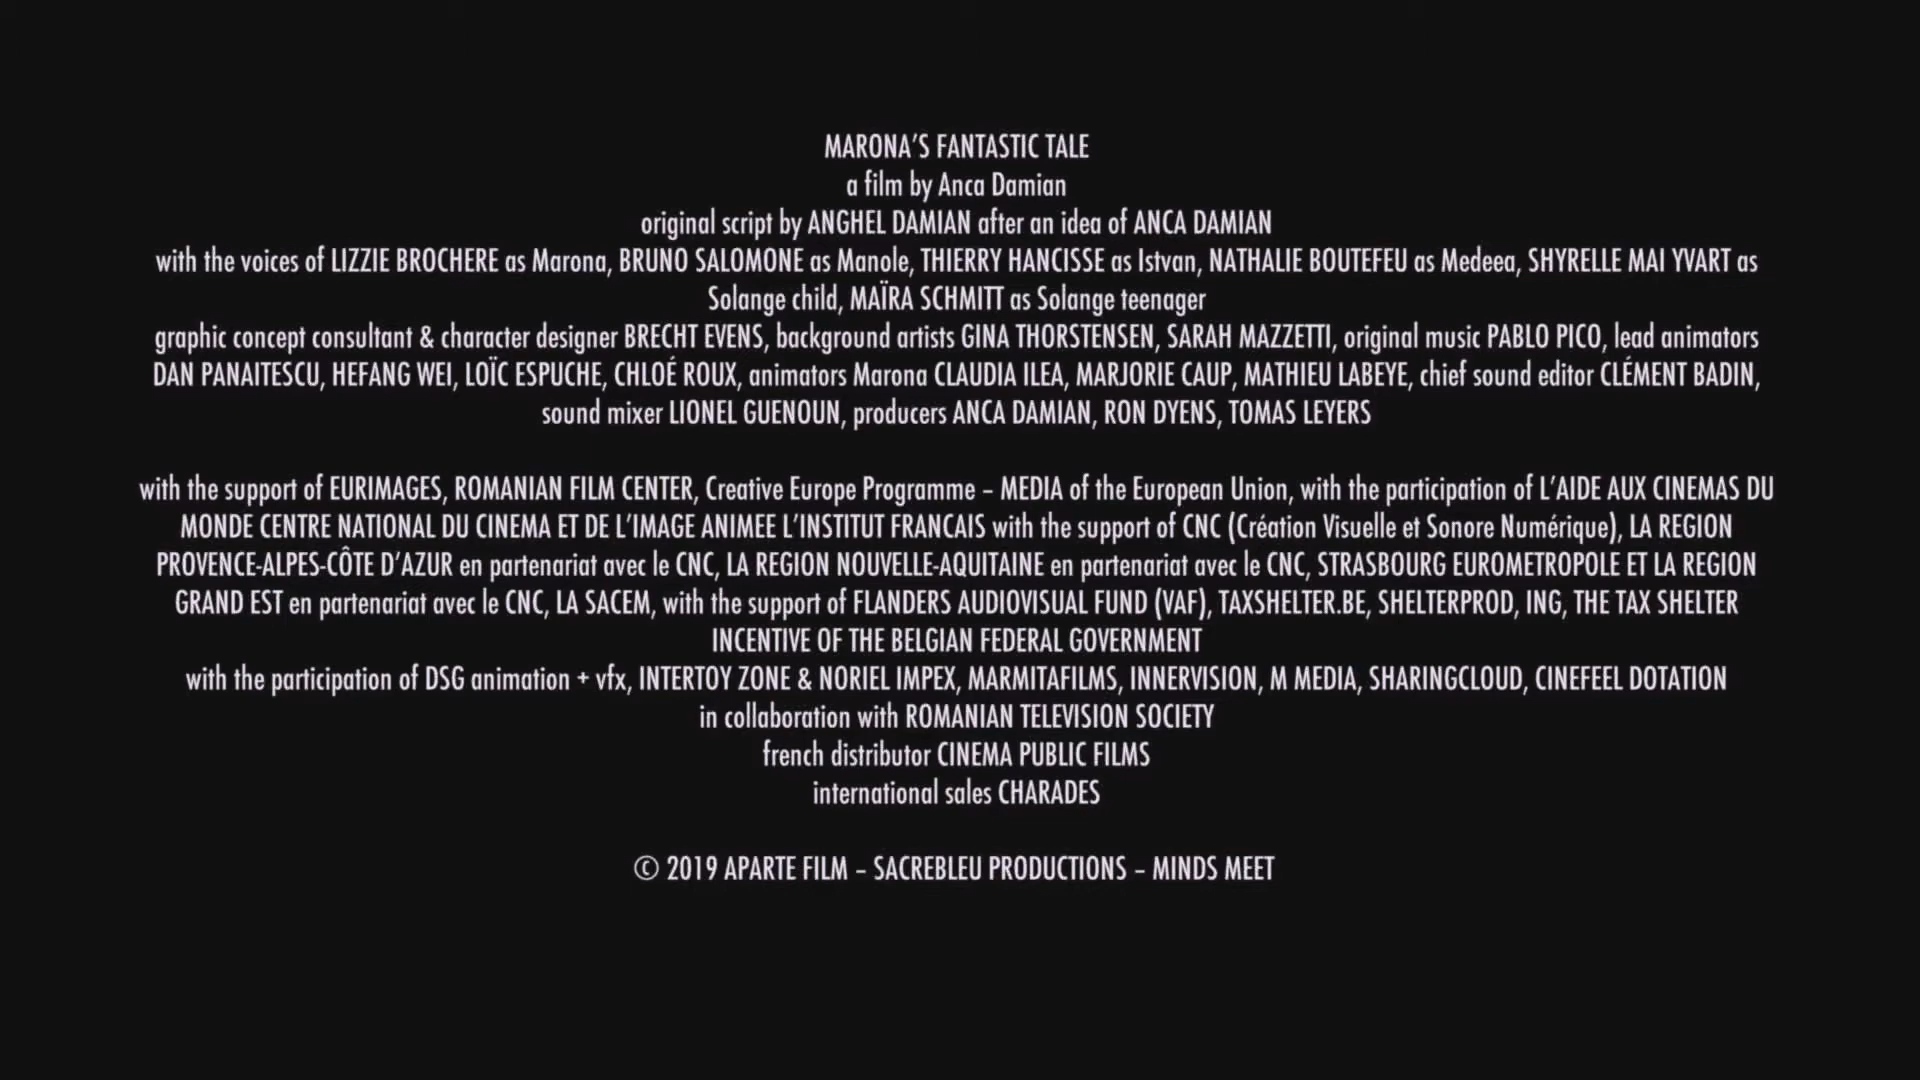 MARONA'S FANTASTIC TALE
a film by Anca Damian
original script by ANGHEL DAMIAN after an idea of ANCA DAMIAN
with the voices of LIZZIE BROCHERE as Marona, BRUNO SALOMONE as Manole, THIERRY HANCISSE as Istvan, NATHALIE BOUTEFEU as Medeea, SHYRELLE MAI YVART as
Solange child, MAÏRA SCHMITT as Solange teenager
graphic concept consultant & character designer BRECHT EVENS, background artists GINA THORSTENSEN, SARAH MAZZETTI, original music PABLO PICO, lead animators
DAN PANAITESCU, HEFANG WEI, LOÏC ESPUCHE, CHLOÉ ROUX, animators Marona CLAUDIA ILEA, MARJORIE CAUP, MATHIEU LABEYE, chief sound editor CLÉMENT BADIN,
sound mixer LIONEL GUENOUN, producers ANCA DAMIAN, RON DYENS, TOMAS LEYERS
with the support of EURIMAGES, ROMANIAN FILM CENTER, Creative Europe Programme – MEDIA of the European Union, with the participation of L'AIDE AUX CINEMAS DU
MONDE CENTRE NATIONAL DU CINEMA ET DE L'IMAGE ANIMEE L'INSTITUT FRANCAIS with the support of CNC (Création Visuelle et Sonore Numérique), LA REGION
PROVENCE-ALPES-CÔTE D'AZUR en partenariat avec le CNC, LA REGION NOUVELLE-AQUITAINE en partenariat avec le CNC, STRASBOURG EUROMETROPOLE ET LA REGION
GRAND EST en partenariat avec le CNC, LA SACEM, with the support of FLANDERS AUDIOVISUAL FUND (VAF), TAXSHELTER.BE, SHELTERPROD, ING, THE TAX SHELTER
INCENTIVE OF THE BELGIAN FEDERAL GOVERNMENT
with the participation of DSG animation + vfx, INTERTOY ZONE & NORIEL IMPEX, MARMITAFILMS, INNERVISION, M MEDIA, SHARINGCLOUD, CINEFEEL DOTATION
in collaboration with ROMANIAN TELEVISION SOCIETY
french distributor CINEMA PUBLIC FILMS
international sales CHARADES
© 2019 APARTE FILM – SACREBLEU PRODUCTIONS – MINDS MEET